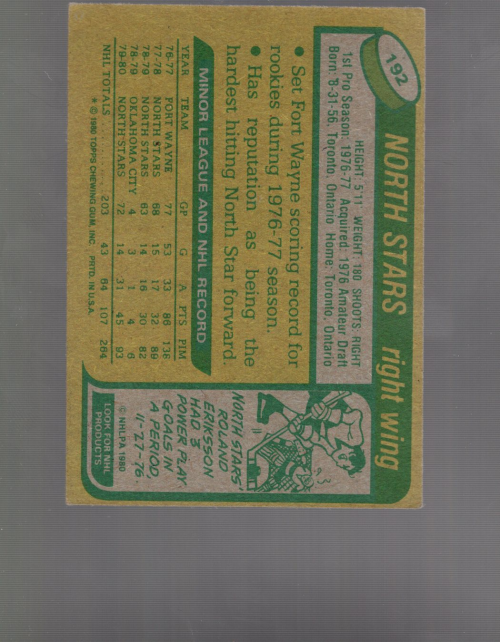 192
NORTH STARS right wing
HEIGHT: 5'11 WEIGHT: 180 SHOOTS: RIGHT
1st Pro Season: 1976-77 Acquired: 1976 Amateur Draft
Born: 8-31-56, Toronto, Ontario Home: Toronto, Ontario
• Set Fort Wayne scoring record for
rookies during 1976-77 season.
• Has reputation as being the
hardest hitting North Star forward.
MINOR LEAGUE AND NHL RECORD
YEAR TEAM GP G A PTS PIM
76-77 FORT WAYNE 77 53 33 86 136
77-78 NORTH STARS 68 15 17 32 89
78-79 NORTH STARS 63 14 16 30 82
78-79 OKLAHOMA CITY 4 3 1 4 6
79-80 NORTH STARS 72 14 31 45 93
NHL TOTALS 203 43 64 107 264
* © 1980 TOPPS CHEWING GUM, INC. PRTD. IN U.S.A.
NORTH STARS'
ROLAND
ERIKSSON
HAD 3
POWER PLAY
GOALS IN
A PERIOD,
11-27-76.
© NHLPA 1980
LOOK FOR NHL
PRODUCTS